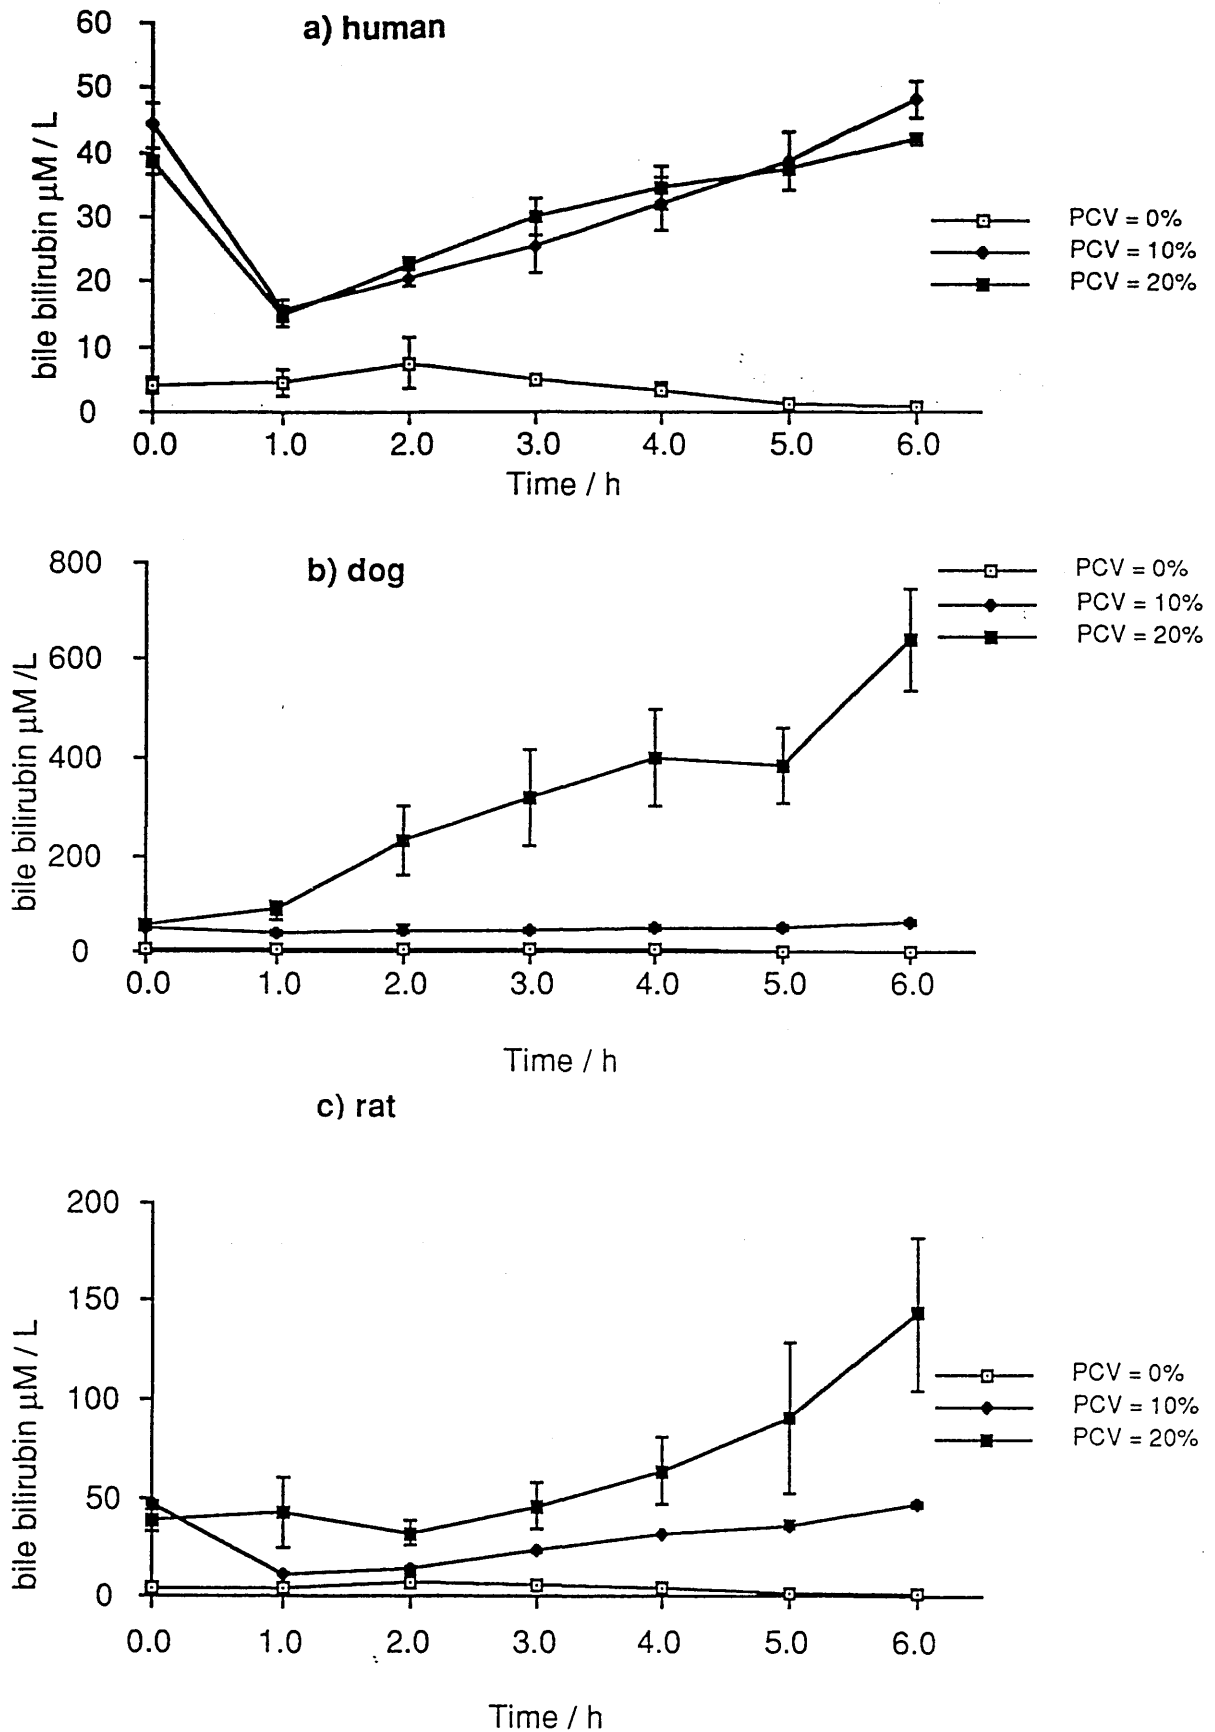 a) human
60
50
40
30
20
10
0
bile bilirubin µM / L
0.0 1.0 2.0 3.0 4.0 5.0 6.0
Time / h
PCV = 0%
PCV = 10%
PCV = 20%
b) dog
800
600
400
200
0
bile bilirubin µM /L
0.0 1.0 2.0 3.0 4.0 5.0 6.0
Time / h
PCV = 0%
PCV = 10%
PCV = 20%
c) rat
200
150
100
50
0
bile bilirubin µM / L
0.0 1.0 2.0 3.0 4.0 5.0 6.0
Time / h
PCV = 0%
PCV = 10%
PCV = 20%